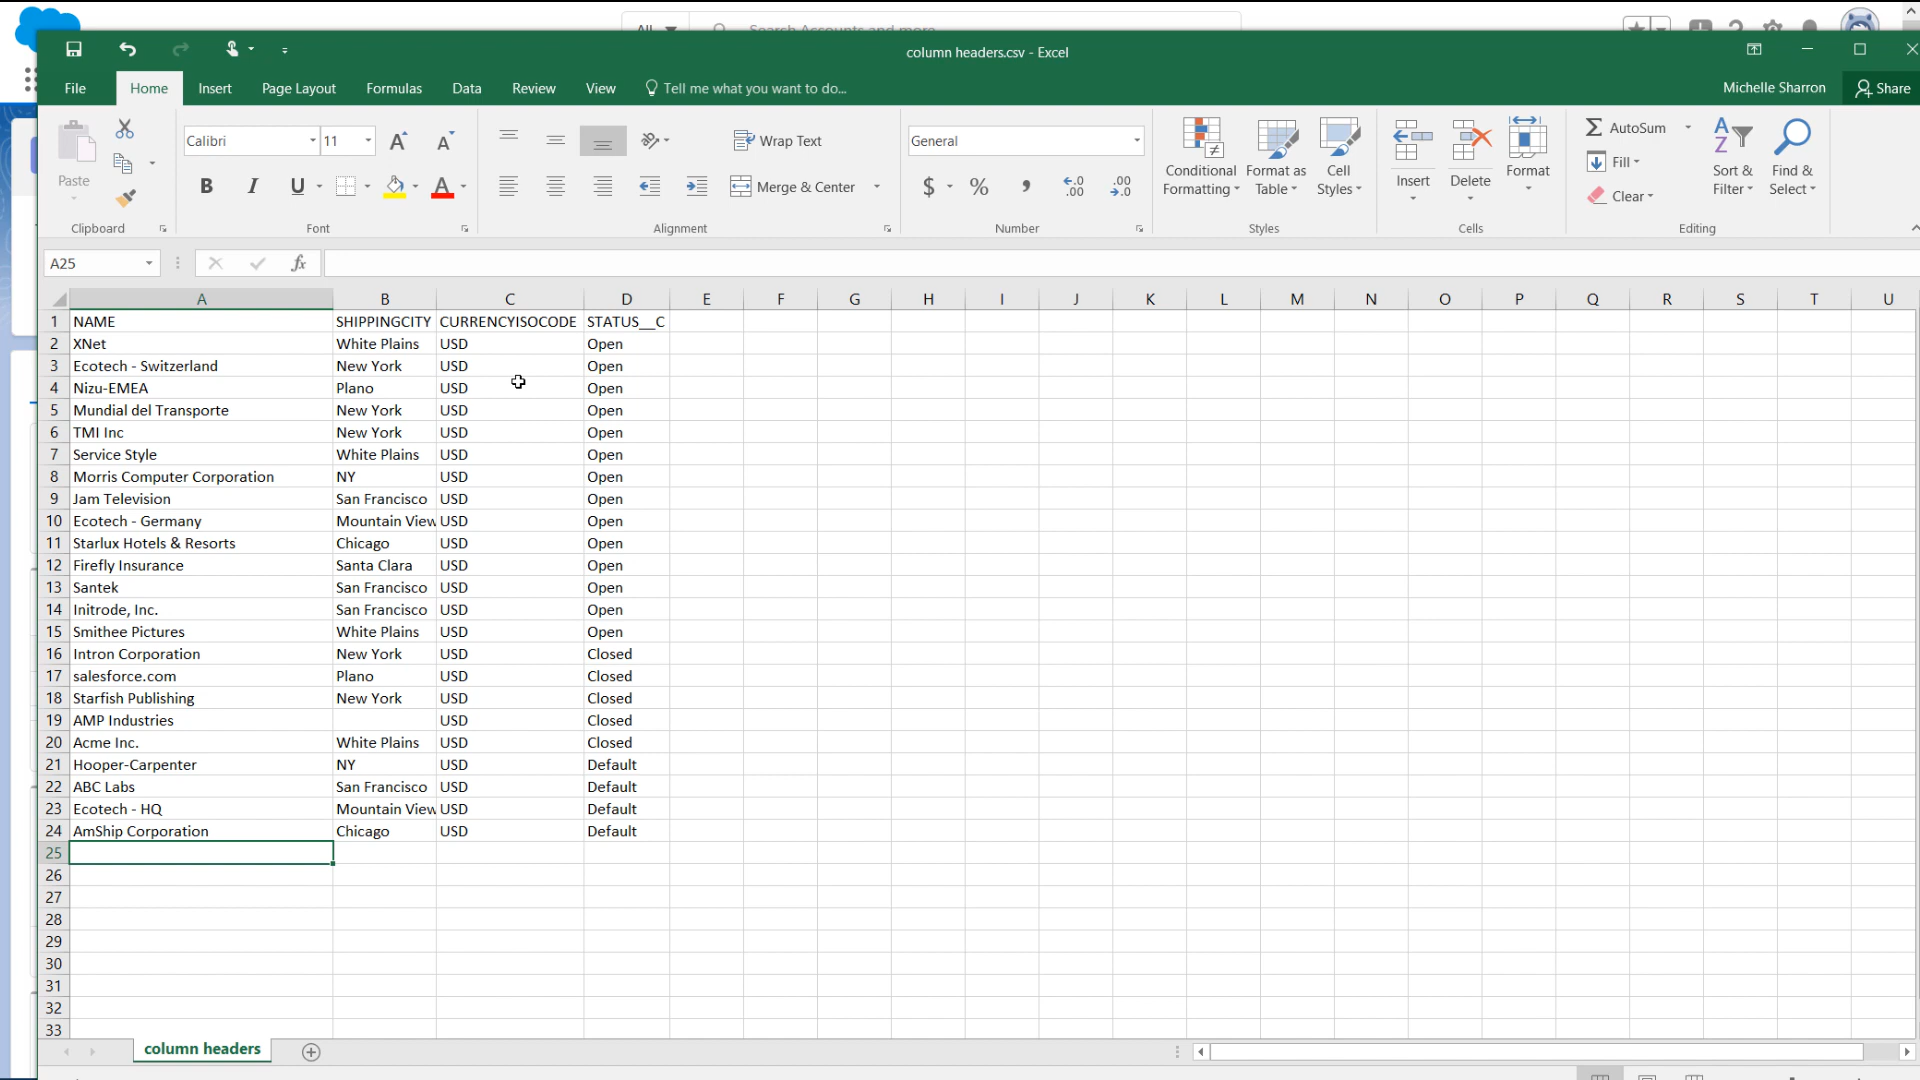 All Search Accounts and more
column headers.csv - Excel
File Home Insert Page Layout Formulas Data Review View Tell me what you want to do... Michelle Sharron Share
Calibri 11 Wrap Text General AutoSum
Paste Conditional Formatting Format as Table Cell Styles Insert Delete Format Fill Sort & Filter Find & Select
B I U A Merge & Center $ % , Clear
Clipboard Font Alignment Number Styles Cells Editing
A25 fx
A B C D E F G H I J K L M N O P Q R S T U
1 NAME SHIPPINGCITY CURRENCYISOCODE STATUS__C
2 XNet White Plains USD Open
3 Ecotech - Switzerland New York USD Open
4 Nizu-EMEA Plano USD Open
5 Mundial del Transporte New York USD Open
6 TMI Inc New York USD Open
7 Service Style White Plains USD Open
8 Morris Computer Corporation NY USD Open
9 Jam Television San Francisco USD Open
10 Ecotech - Germany Mountain View USD Open
11 Starlux Hotels & Resorts Chicago USD Open
12 Firefly Insurance Santa Clara USD Open
13 Santek San Francisco USD Open
14 Initrode, Inc. San Francisco USD Open
15 Smithee Pictures White Plains USD Open
16 Intron Corporation New York USD Closed
17 salesforce.com Plano USD Closed
18 Starfish Publishing New York USD Closed
19 AMP Industries USD Closed
20 Acme Inc. White Plains USD Closed
21 Hooper-Carpenter NY USD Default
22 ABC Labs San Francisco USD Default
23 Ecotech - HQ Mountain View USD Default
24 AmShip Corporation Chicago USD Default
25
26
27
28
29
30
31
32
33
column headers